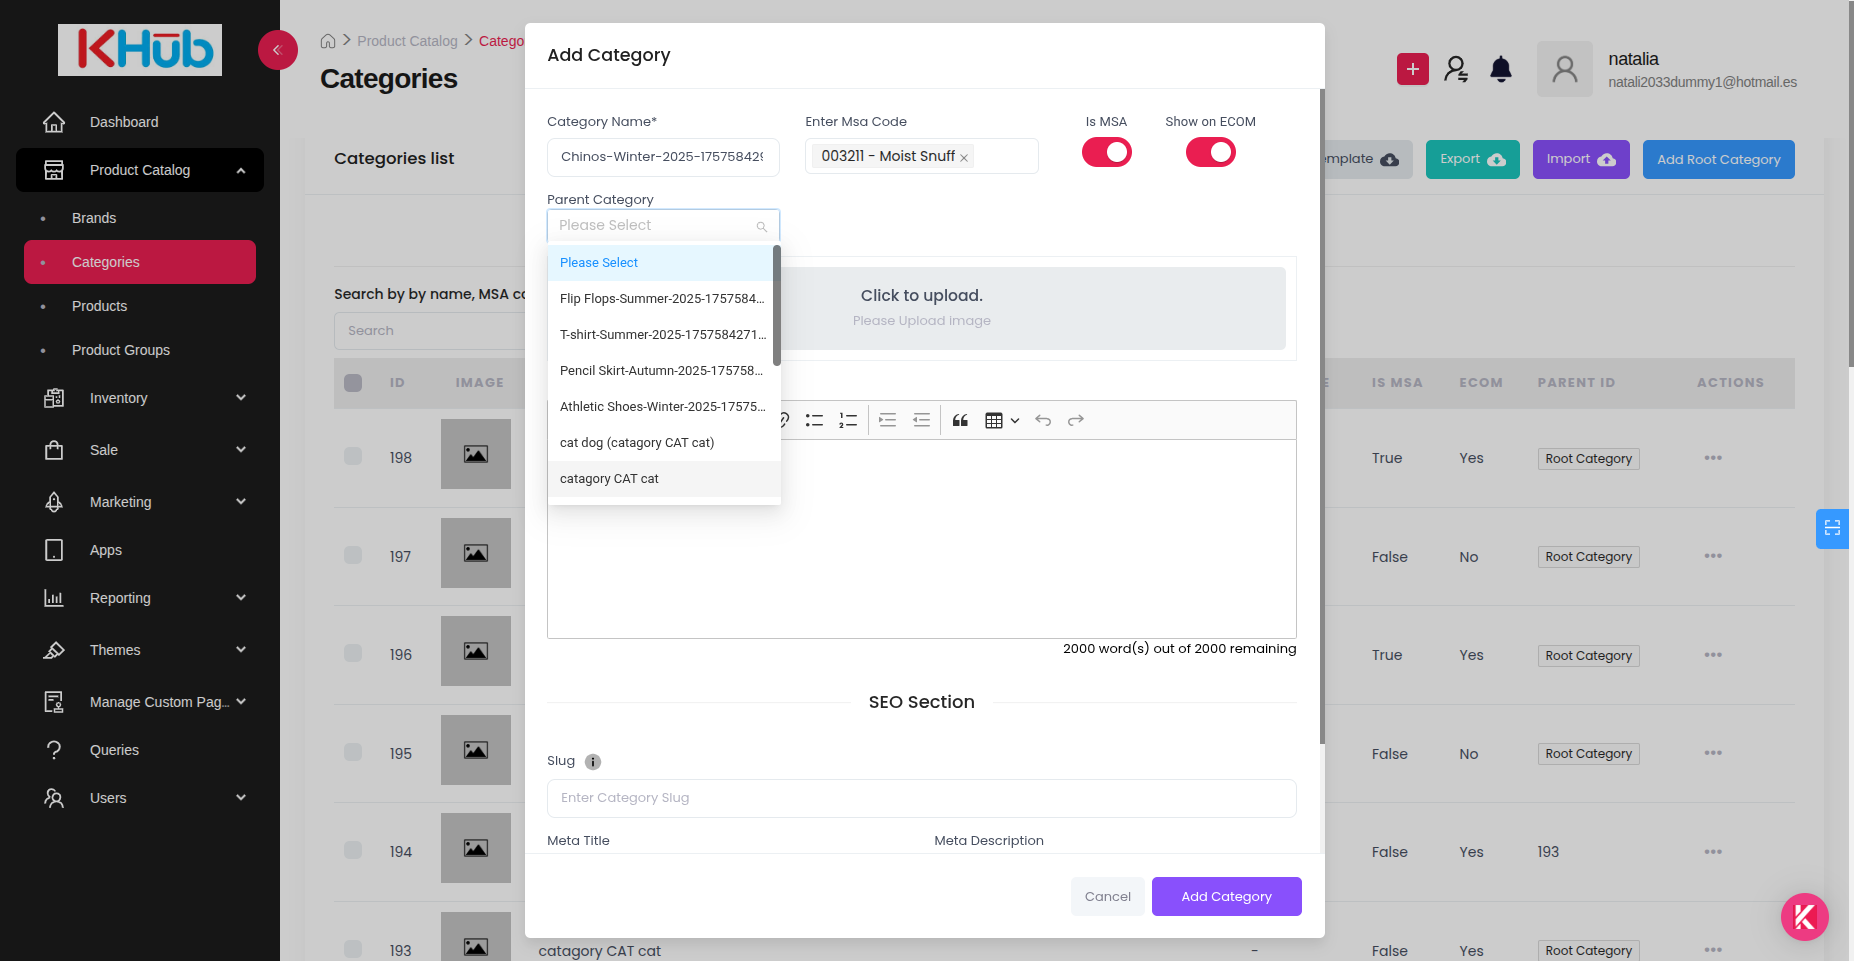 KHub
Dashboard
Product Catalog
Brands
Categories
Products
Product Groups
Inventory
Sale
Marketing
Apps
Reporting
Themes
Manage Custom Pag...
Queries
Users
Product Catalog
Catego
Categories
natalia
natali2033dummy1@hotmail.es
Categories list
emplate
Export
Import
Add Root Category
Search by by name, MSA co
Search
ID
IMAGE
E
IS MSA
ECOM
PARENT ID
ACTIONS
198
True
Yes
Root Category
197
False
No
Root Category
196
True
Yes
Root Category
195
False
No
Root Category
194
False
Yes
193
193
catagory CAT cat
-
False
Yes
Root Category
Add Category
Category Name*
Enter Msa Code
Is MSA
Show on ECOM
Chinos-Winter-2025-175758429
003211 - Moist Snuff
Parent Category
Please Select
Please Select
Flip Flops-Summer-2025-1757584...
T-shirt-Summer-2025-1757584271...
Pencil Skirt-Autumn-2025-175758...
Athletic Shoes-Winter-2025-17575...
cat dog (catagory CAT cat)
catagory CAT cat
Click to upload.
Please Upload image
2000 word(s) out of 2000 remaining
SEO Section
Slug
Enter Category Slug
Meta Title
Meta Description
Cancel
Add Category